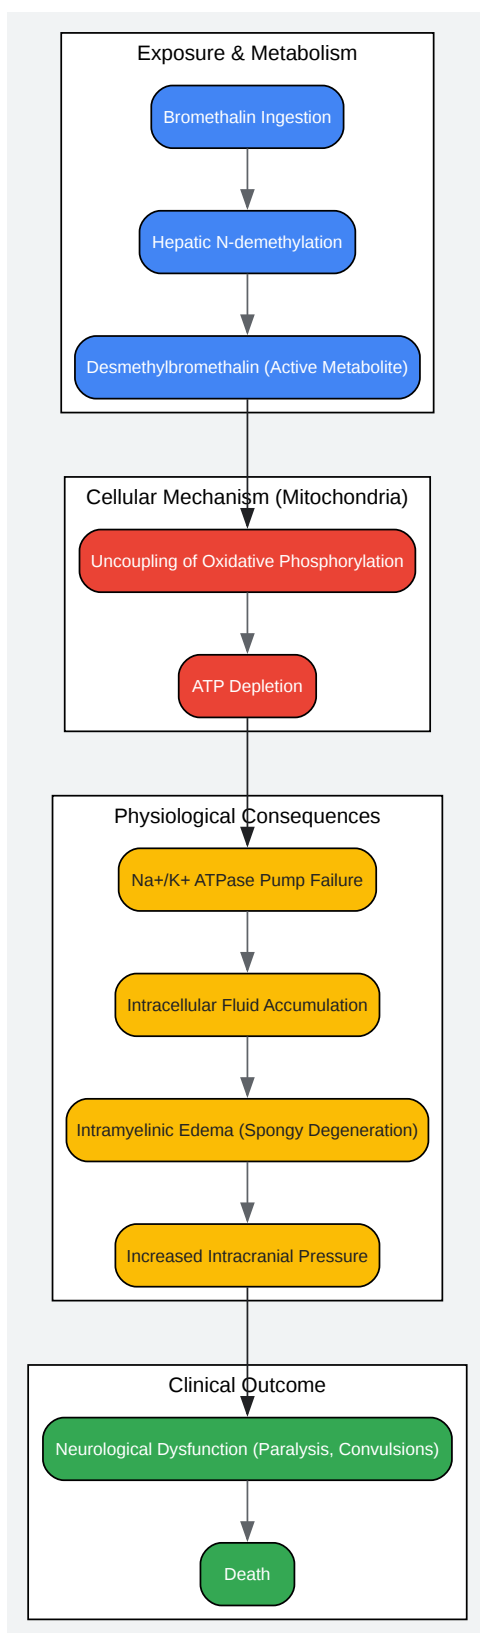 Exposure & Metabolism
Bromethalin Ingestion
Hepatic N-demethylation
Desmethylbromethalin (Active Metabolite)
Cellular Mechanism (Mitochondria)
Uncoupling of Oxidative Phosphorylation
ATP Depletion
Physiological Consequences
Na+/K+ ATPase Pump Failure
Intracellular Fluid Accumulation
Intramyelinic Edema (Spongy Degeneration)
Increased Intracranial Pressure
Clinical Outcome
Neurological Dysfunction (Paralysis, Convulsions)
Death